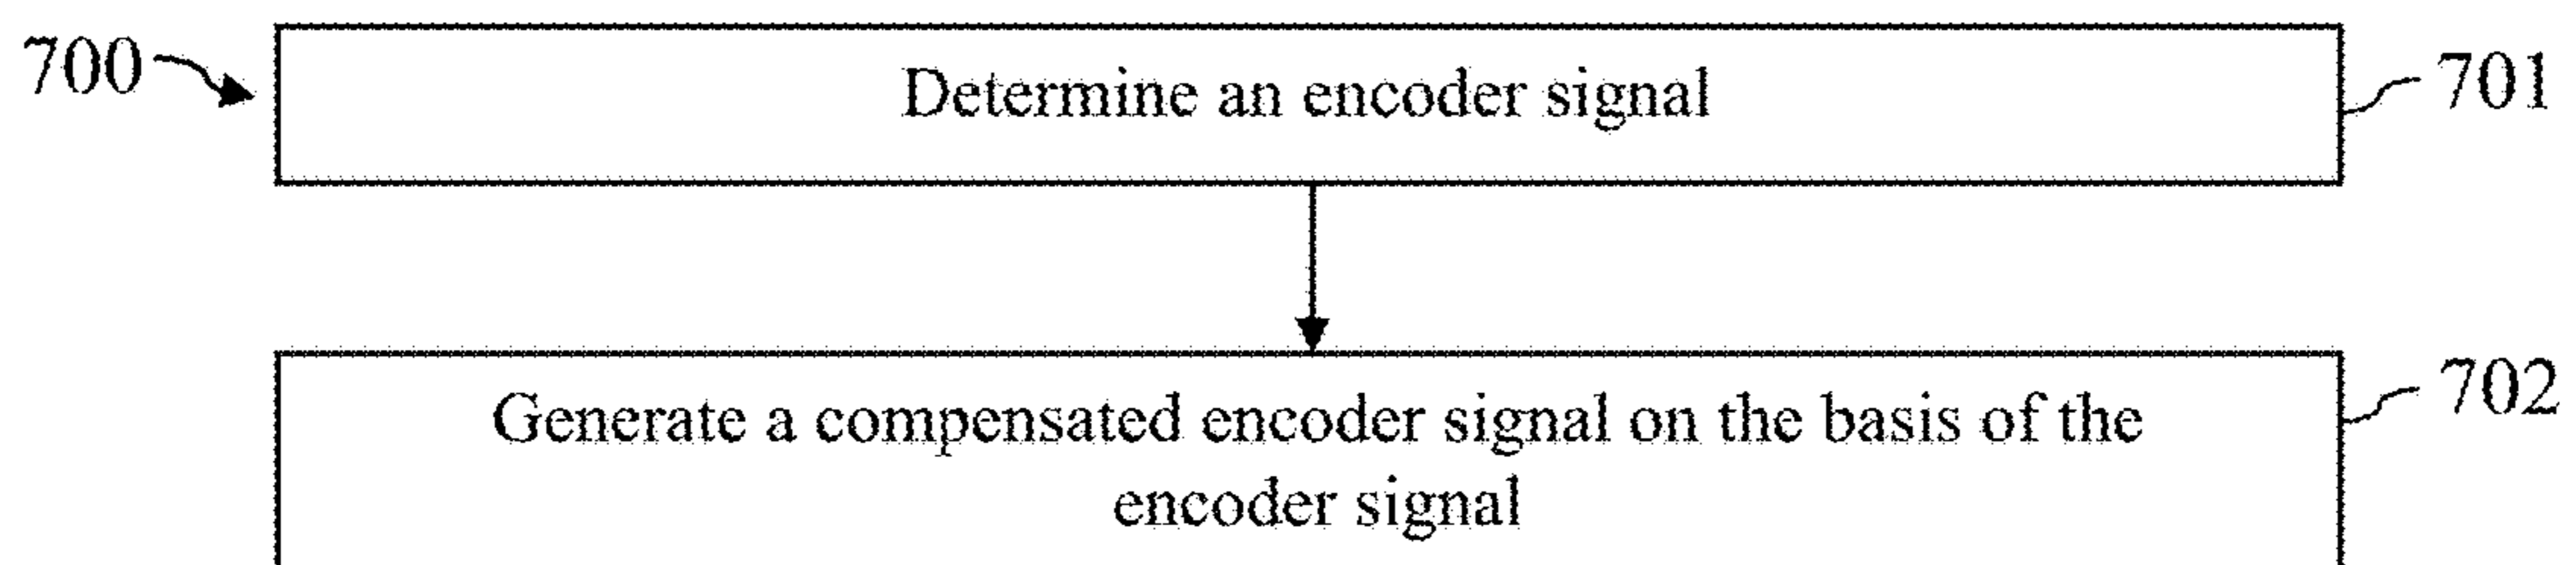 700
Determine an encoder signal
701
Generate a compensated encoder signal on the basis of the
encoder signal
702